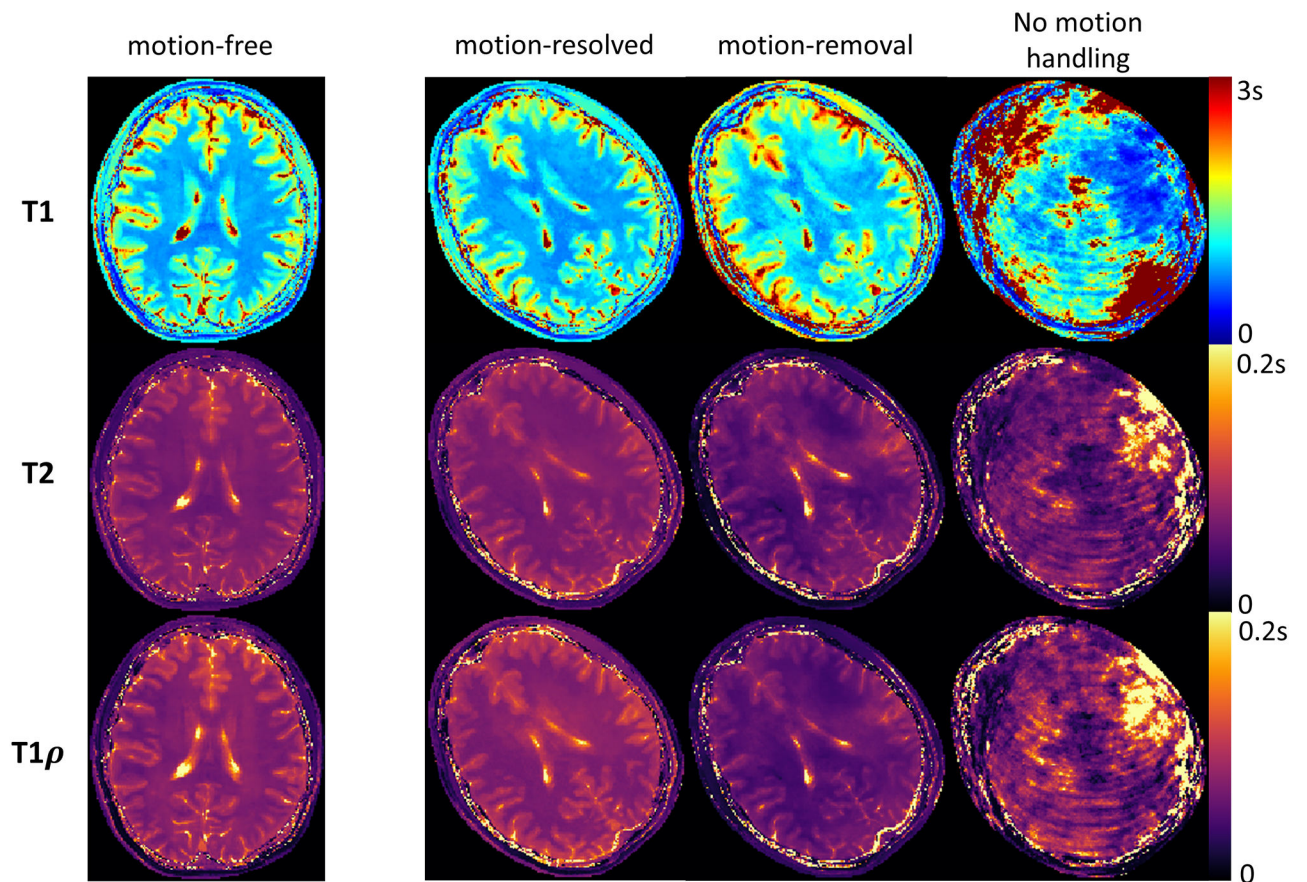 motion-free
motion-resolved
motion-removal
No motion
handling
T1
3s
0
T2
0.2s
0
T1ρ
0.2s
0